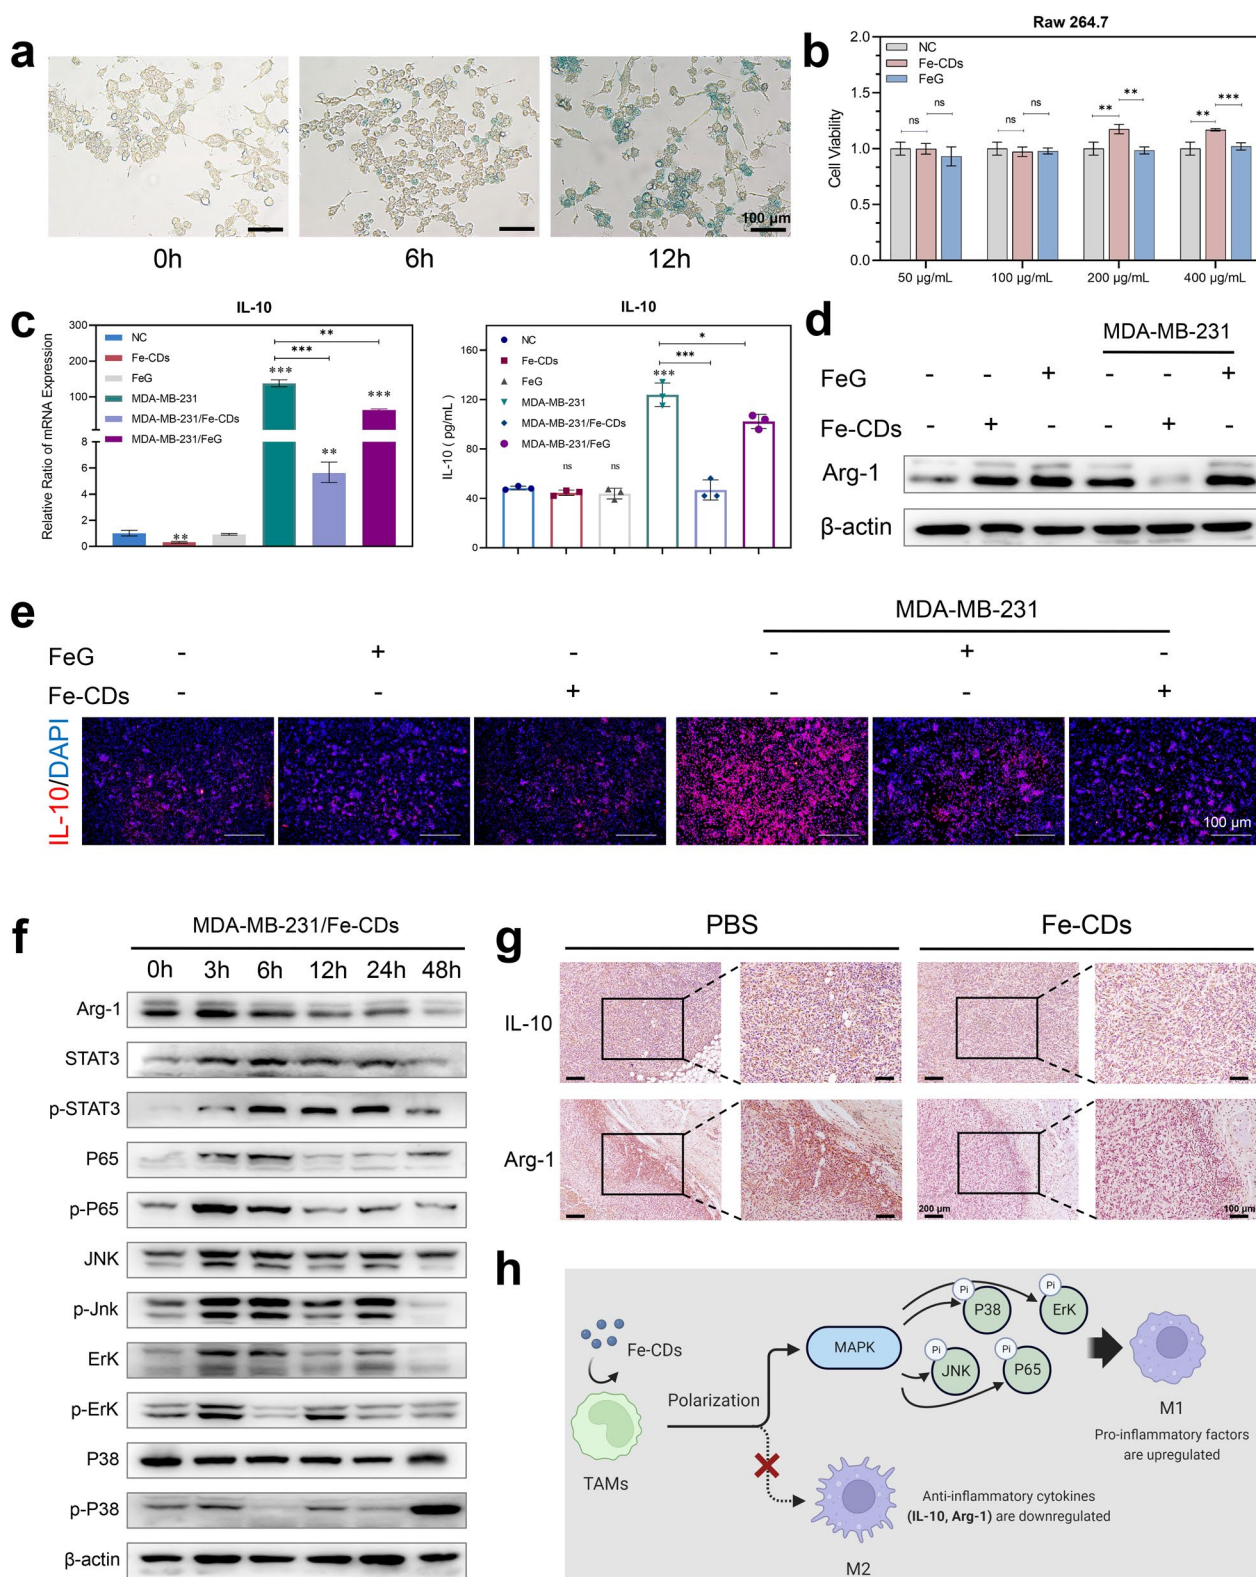 a
100 μm
0h 6h 12h
b
Raw 264.7
NC
Fe-CDs
FeG
Cell Viability
2.0
1.5
1.0
0.5
0.0
ns ns ns ns ** ** ** ***
50 μg/mL 100 μg/mL 200 μg/mL 400 μg/mL
c
IL-10
Relative Ratio of mRNA Expression
300
200
100
8
6
4
2
0
NC
Fe-CDs
FeG
MDA-MB-231
MDA-MB-231/Fe-CDs
MDA-MB-231/FeG
**
***
*** ***
**
**
IL-10
IL-10 ( pg/mL )
160
120
80
40
0
NC
Fe-CDs
FeG
MDA-MB-231
MDA-MB-231/Fe-CDs
MDA-MB-231/FeG
*
***
***
ns ns
d
MDA-MB-231
FeG - - + - - +
Fe-CDs - + - - + -
Arg-1
β-actin
e
MDA-MB-231
FeG - + - - + -
Fe-CDs - - + - - +
IL-10/DAPI
100 μm
f
MDA-MB-231/Fe-CDs
0h 3h 6h 12h 24h 48h
Arg-1
STAT3
p-STAT3
P65
p-P65
JNK
p-Jnk
ErK
p-ErK
P38
p-P38
β-actin
g
PBS Fe-CDs
IL-10
Arg-1
200 μm 100 μm
h
Fe-CDs
TAMs
Polarization
MAPK
Pi P38
Pi ErK
Pi JNK
Pi P65
M1
Pro-inflammatory factors
are upregulated
Anti-inflammatory cytokines
(IL-10, Arg-1) are downregulated
M2